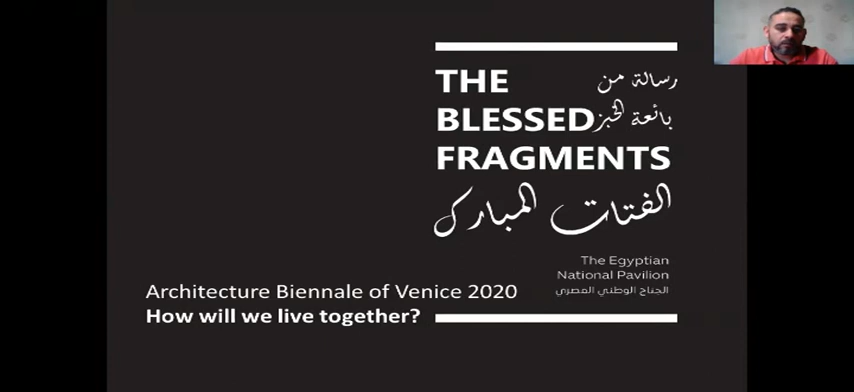 THE
BLESSED
FRAGMENTS
رسالة من
بائعة الخبز
الفتات المبارك
The Egyptian
National Pavilion
الجناح الوطني المصري
Architecture Biennale of Venice 2020
How will we live together?